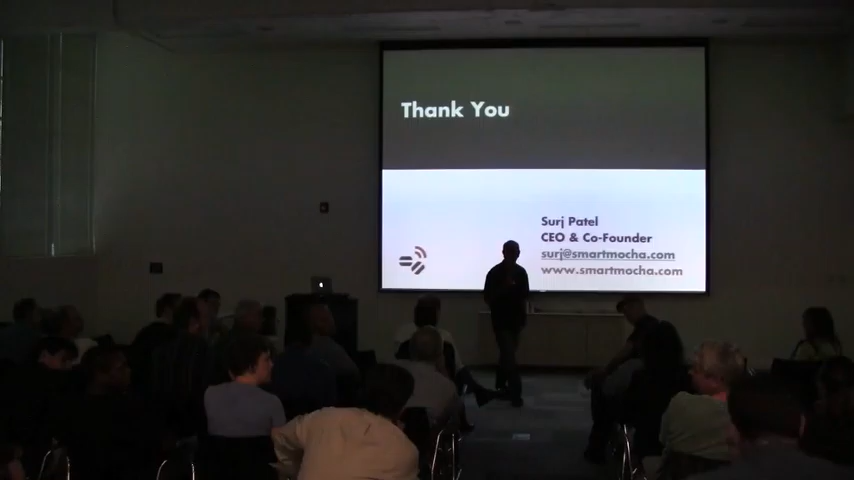 Thank You
Surj Patel
CEO & Co-Founder
surj@smartmocha.com
www.smartmocha.com